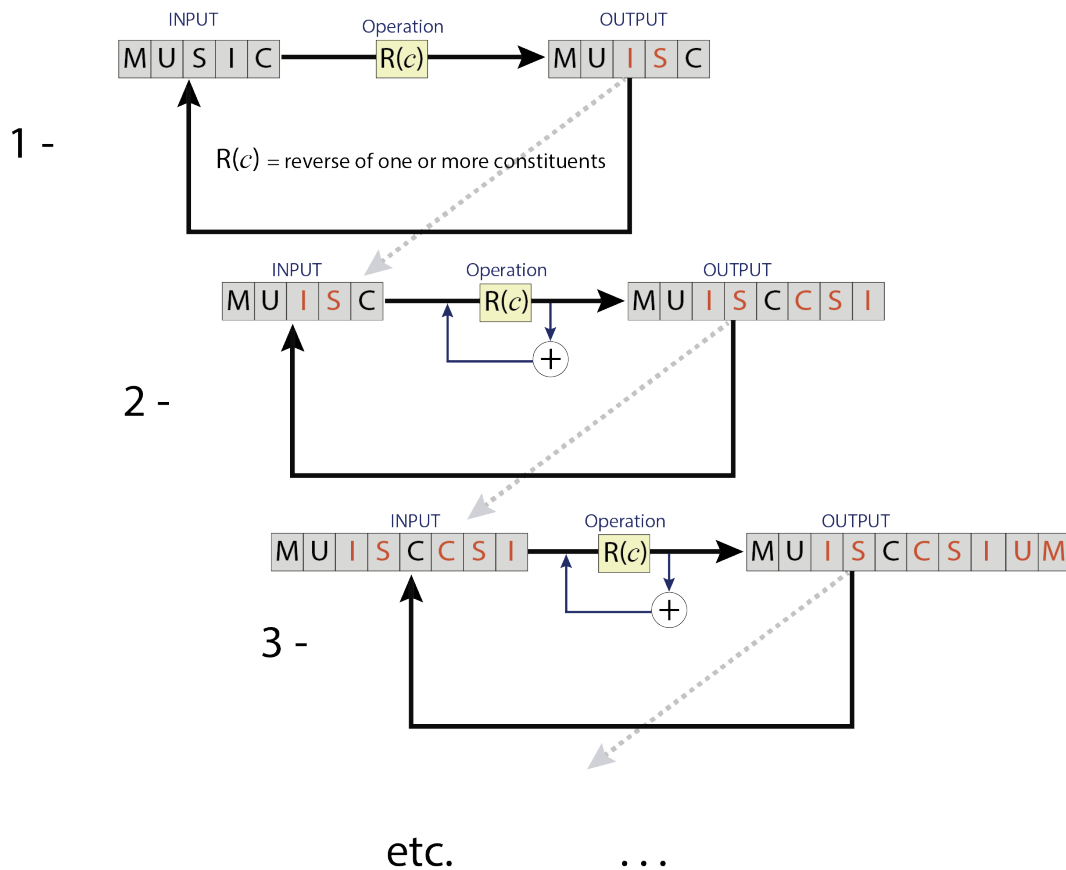 INPUT Operation OUTPUT
M U S I C R(c) M U I S C
1 -
R(c) = reverse of one or more constituents
INPUT Operation OUTPUT
M U I S C R(c) M U I S C C S I
+
2 -
INPUT Operation OUTPUT
M U I S C C S I R(c) M U I S C C S I U M
+
3 -
etc. . . .